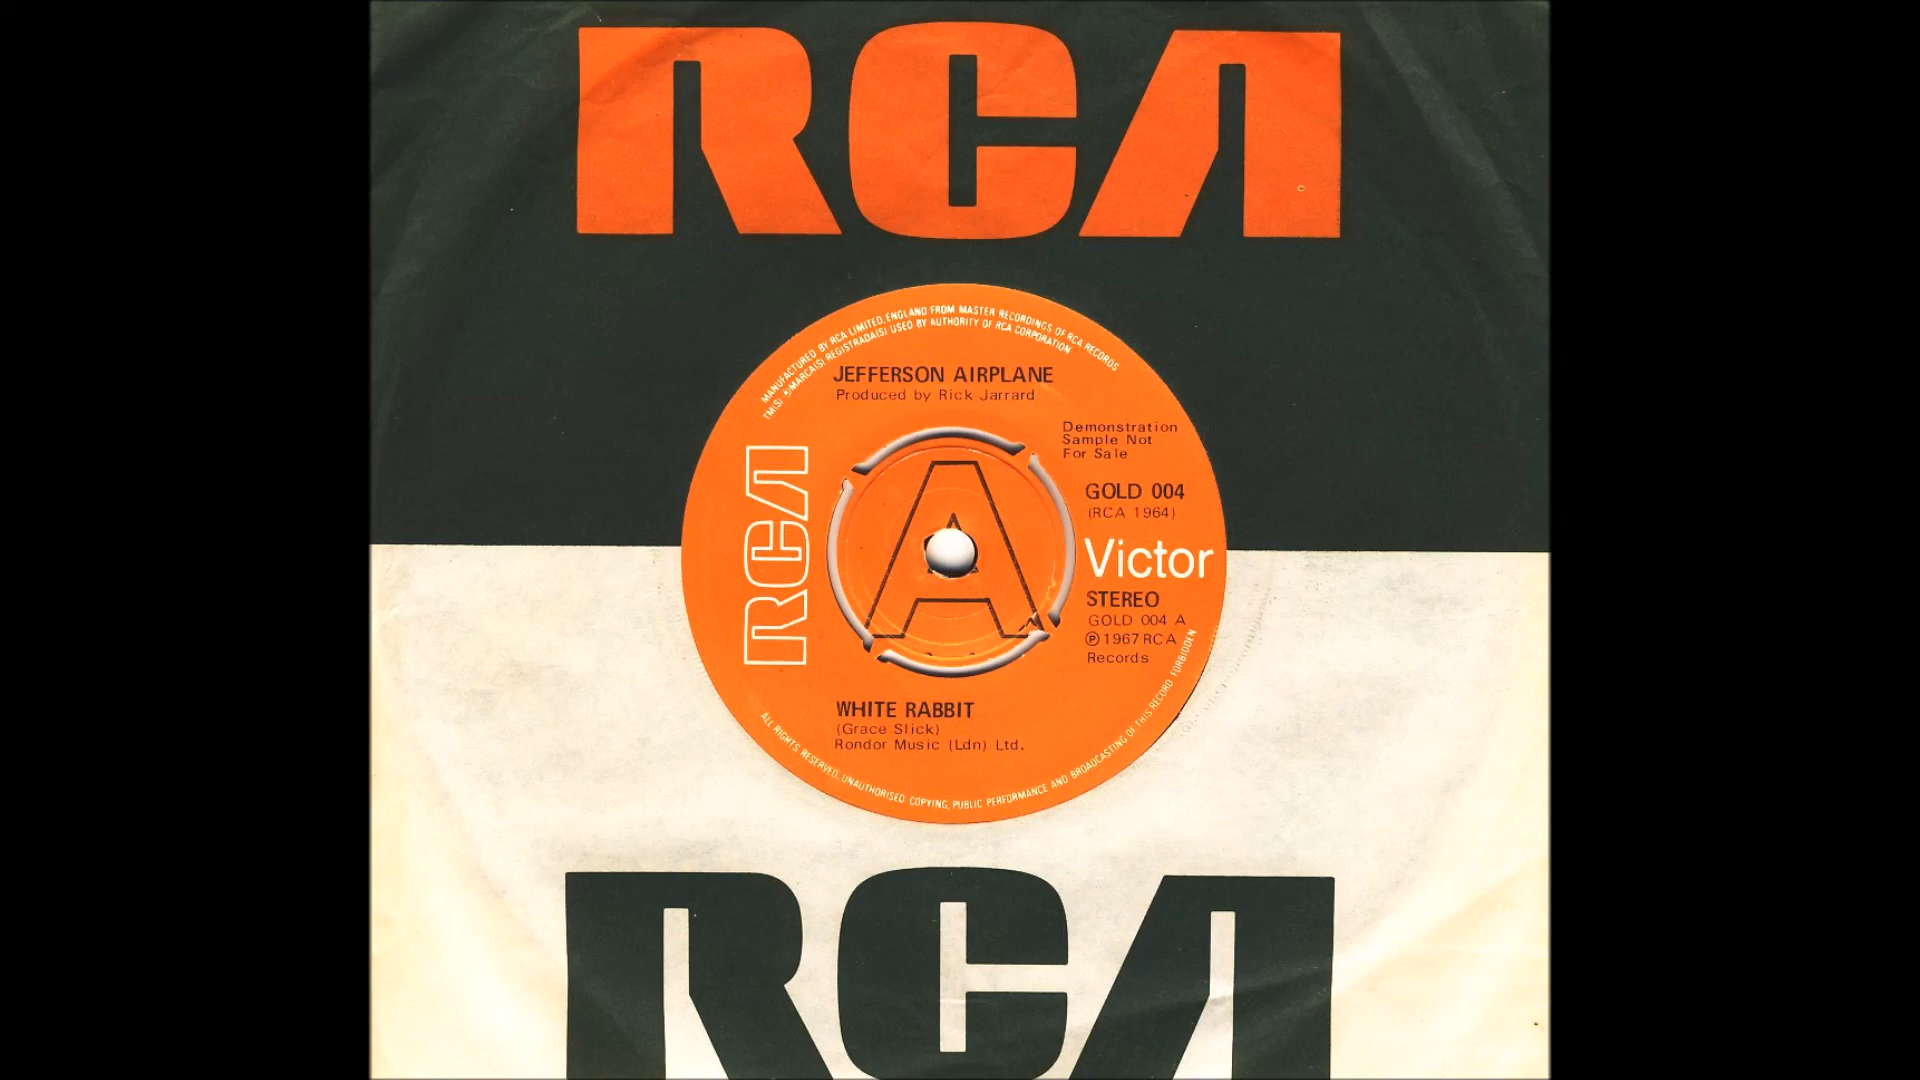 RCA
MANUFACTURED BY RCA LIMITED, ENGLAND FROM MASTER RECORDINGS OF RCA RECORDS
TM(S) ® MARCA(S) REGISTRADA(S) USED BY AUTHORITY OF RCA CORPORATION
JEFFERSON AIRPLANE
Produced by Rick Jarrard
Demonstration
Sample Not
For Sale
RCA
A
GOLD 004
(RCA 1964)
Victor
STEREO
GOLD 004 A
℗ 1967 RCA
Records
WHITE RABBIT
(Grace Slick)
Rondor Music (Ldn) Ltd.
ALL RIGHTS RESERVED. UNAUTHORISED COPYING, PUBLIC PERFORMANCE AND BROADCASTING OF THIS RECORD FORBIDDEN
RCA